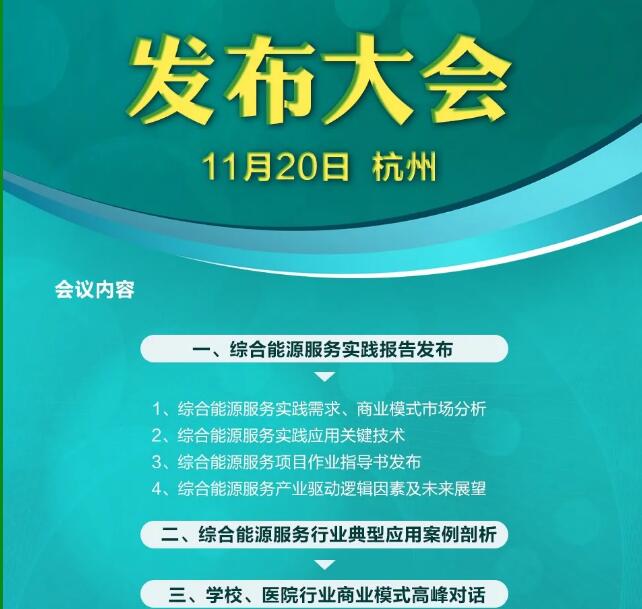 发布大会
11月20日 杭州
会议内容
一、综合能源服务实践报告发布
1、综合能源服务实践需求、商业模式市场分析
2、综合能源服务实践应用关键技术
3、综合能源服务项目作业指导书发布
4、综合能源服务产业驱动逻辑因素及未来展望
二、综合能源服务行业典型应用案例剖析
三、学校、医院行业商业模式高峰对话